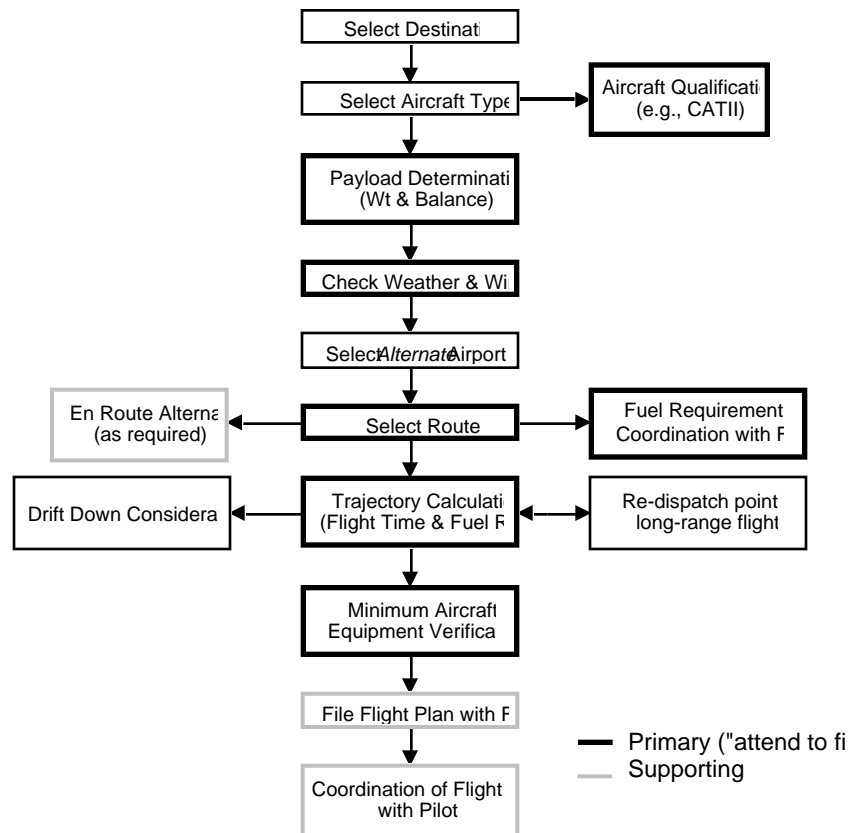 Select Destinati
Select Aircraft Type
Aircraft Qualificati
(e.g., CATII)
Payload Determinati
(Wt & Balance)
Check Weather & Wi
Select Alternate Airport
En Route Alterna
(as required)
Select Route
Fuel Requirement
Coordination with F
Drift Down Considera
Trajectory Calculati
(Flight Time & Fuel R
Re-dispatch point
long-range flight
Minimum Aircraft
Equipment Verifica
File Flight Plan with F
Primary ("attend to fi
Supporting
Coordination of Flight
with Pilot